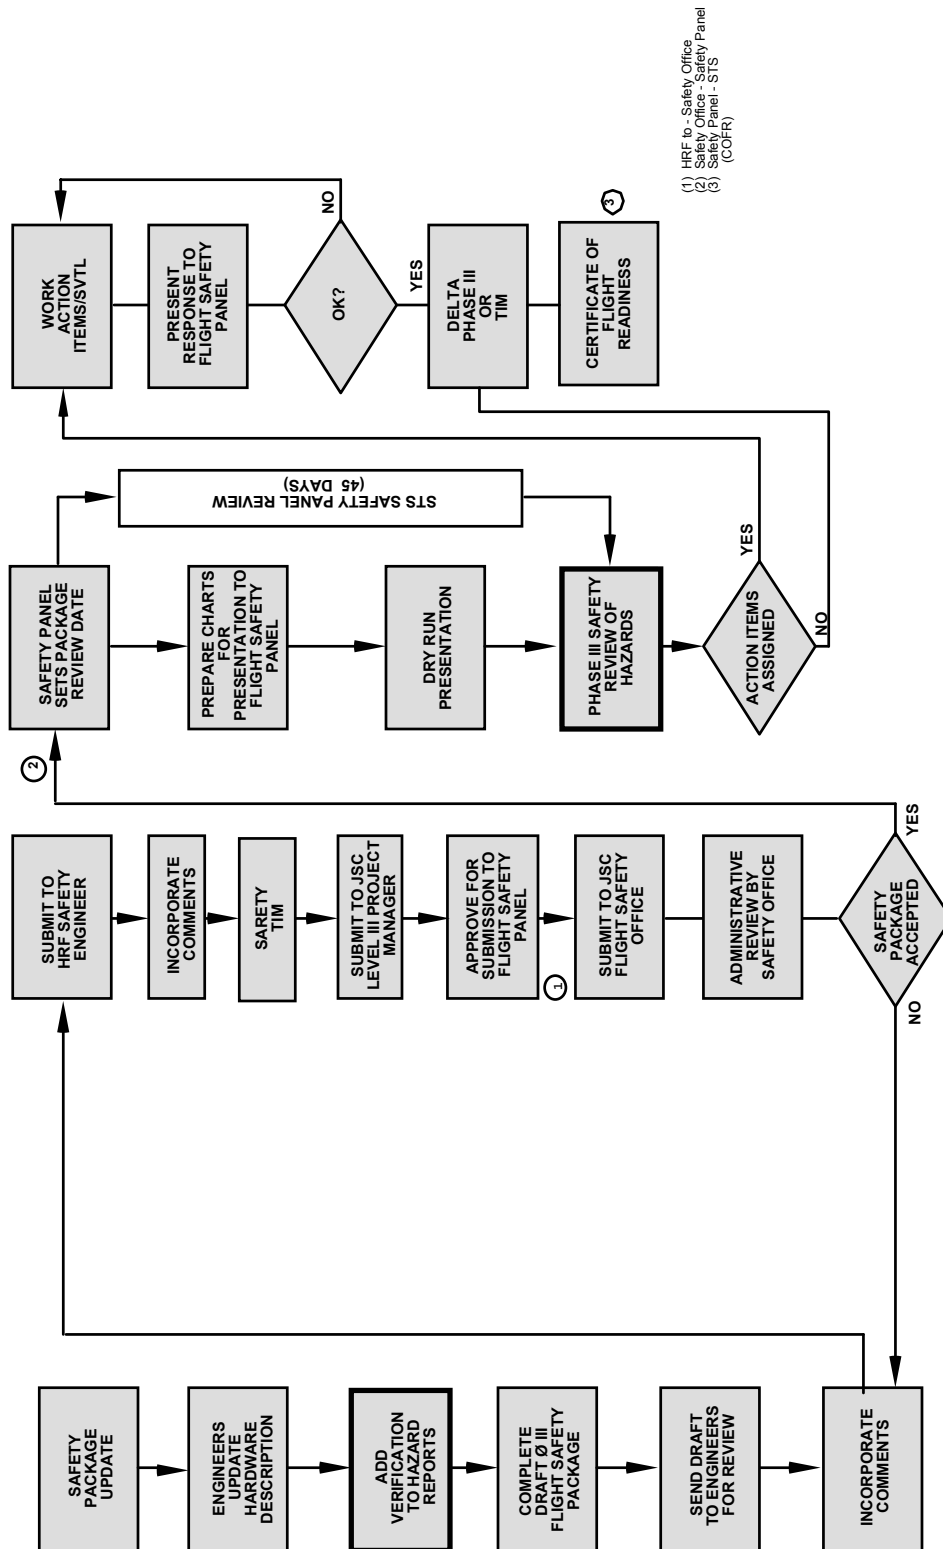 SAFETY
PACKAGE
UPDATE
ENGINEERS
UPDATE
HARDWARE
DESCRIPTION
ADD
VERIFICATION
TO HAZARD
REPORTS
COMPLETE
DRAFT Ø III
FLIGHT SAFETY
PACKAGE
SEND DRAFT
TO ENGINEERS
FOR REVIEW
INCORPORATE
COMMENTS
SUBMIT TO
HRF SAFETY
ENGINEER
INCORPORATE
COMMENTS
SARETY
TIM
SUBMIT TO JSC
LEVEL III PROJECT
MANAGER
APPROVE FOR
SUBMISSION TO
FLIGHT SAFETY
PANEL
1
SUBMIT TO JSC
FLIGHT SAFETY
OFFICE
ADMINISTRATIVE
REVIEW BY
SAFETY OFFICE
SAFETY
PACKAGE
ACCEPTED
NO
YES
2
SAFETY PANEL
SETS PACKAGE
REVIEW DATE
PREPARE CHARTS
FOR
PRESENTATION TO
FLIGHT SAFETY
PANEL
DRY RUN
PRESENTATION
PHASE III SAFETY
REVIEW OF
HAZARDS
ACTION ITEMS
ASSIGNED
YES
NO
STS SAFETY PANEL REVIEW
(45 DAYS)
WORK
ACTION
ITEMS/SVTL
PRESENT
RESPONSE TO
FLIGHT SAFETY
PANEL
OK?
NO
YES
DELTA
PHASE III
OR
TIM
CERTIFICATE OF
FLIGHT
READINESS
3
(1) HRF to - Safety Office
(2) Safety Office - Safety Panel
(3) Safety Panel - STS
(COFR)